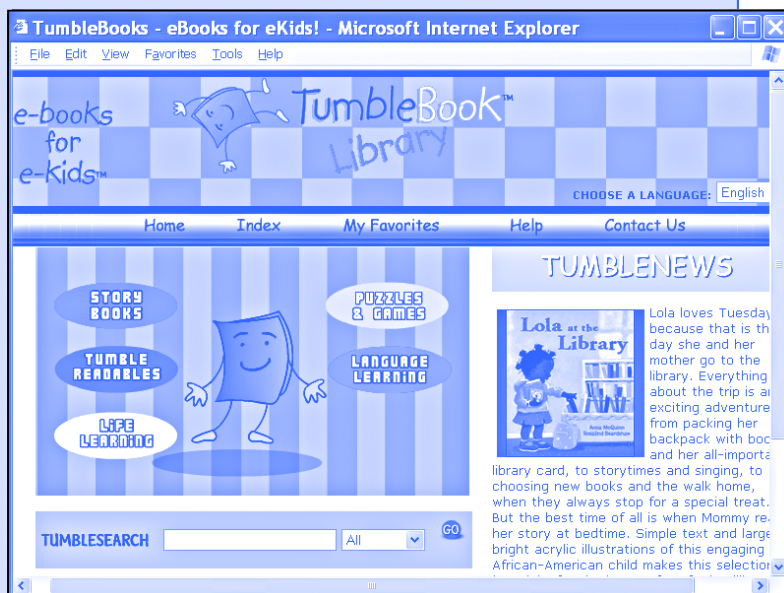 TumbleBooks - eBooks for eKids! - Microsoft Internet Explorer
File Edit View Favorites Tools Help
e-books
for
e-kids™
TumbleBook™
Library
CHOOSE A LANGUAGE: English
Home Index My Favorites Help Contact Us
STORY
BOOKS
TUMBLE
READABLES
LIFE
LEARNING
PUZZLES
& GAMES
LANGUAGE
LEARNING
TUMBLESEARCH All GO
TUMBLENEWS
Lola at the
Library
Anna McQuinn
Rosalind Beardshaw
Lola loves Tuesday
because that is th
day she and her
mother go to the
library. Everything
about the trip is a
exciting adventure
from packing her
backpack with boo
and her all-importa
library card, to storytimes and singing, to
choosing new books and the walk home,
when they always stop for a special treat.
But the best time of all is when Mommy re
her story at bedtime. Simple text and large
bright acrylic illustrations of this engaging
African-American child makes this selection